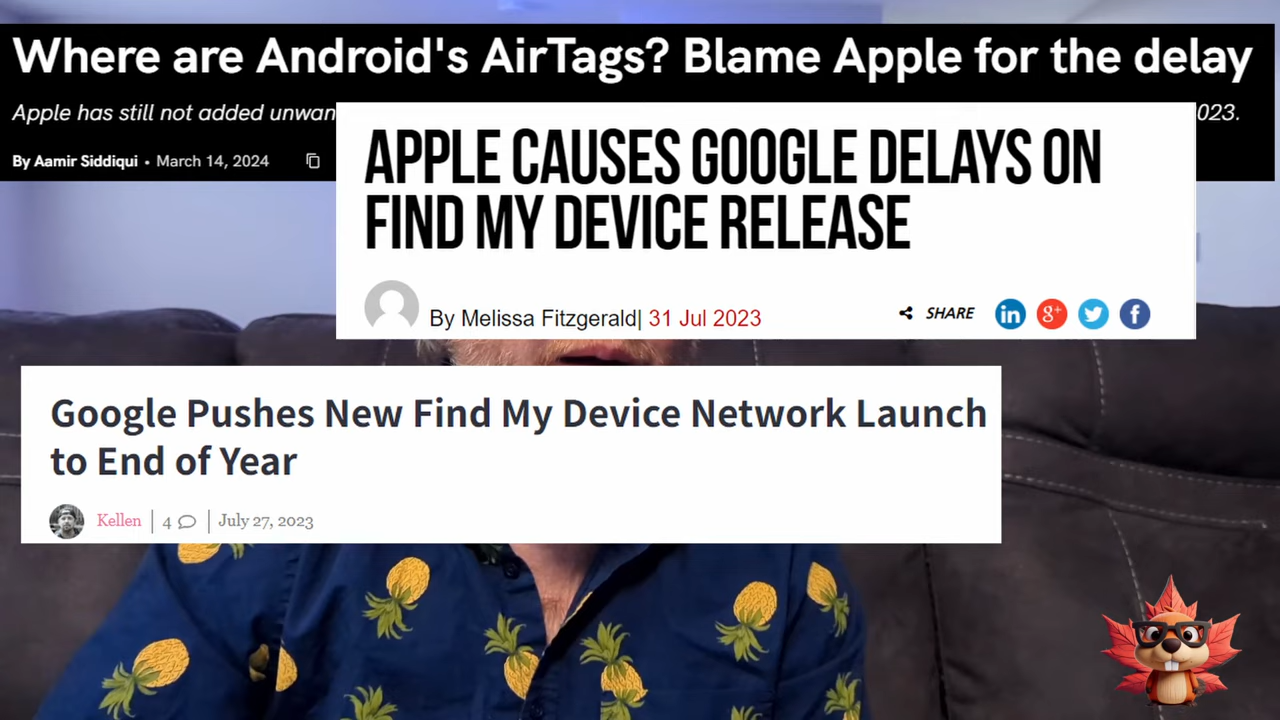 Where are Android's AirTags? Blame Apple for the delay
Apple has still not added unwan
023.
By Aamir Siddiqui • March 14, 2024
APPLE CAUSES GOOGLE DELAYS ON
FIND MY DEVICE RELEASE
By Melissa Fitzgerald| 31 Jul 2023
SHARE
in
g+
f
Google Pushes New Find My Device Network Launch
to End of Year
Kellen | 4 | July 27, 2023